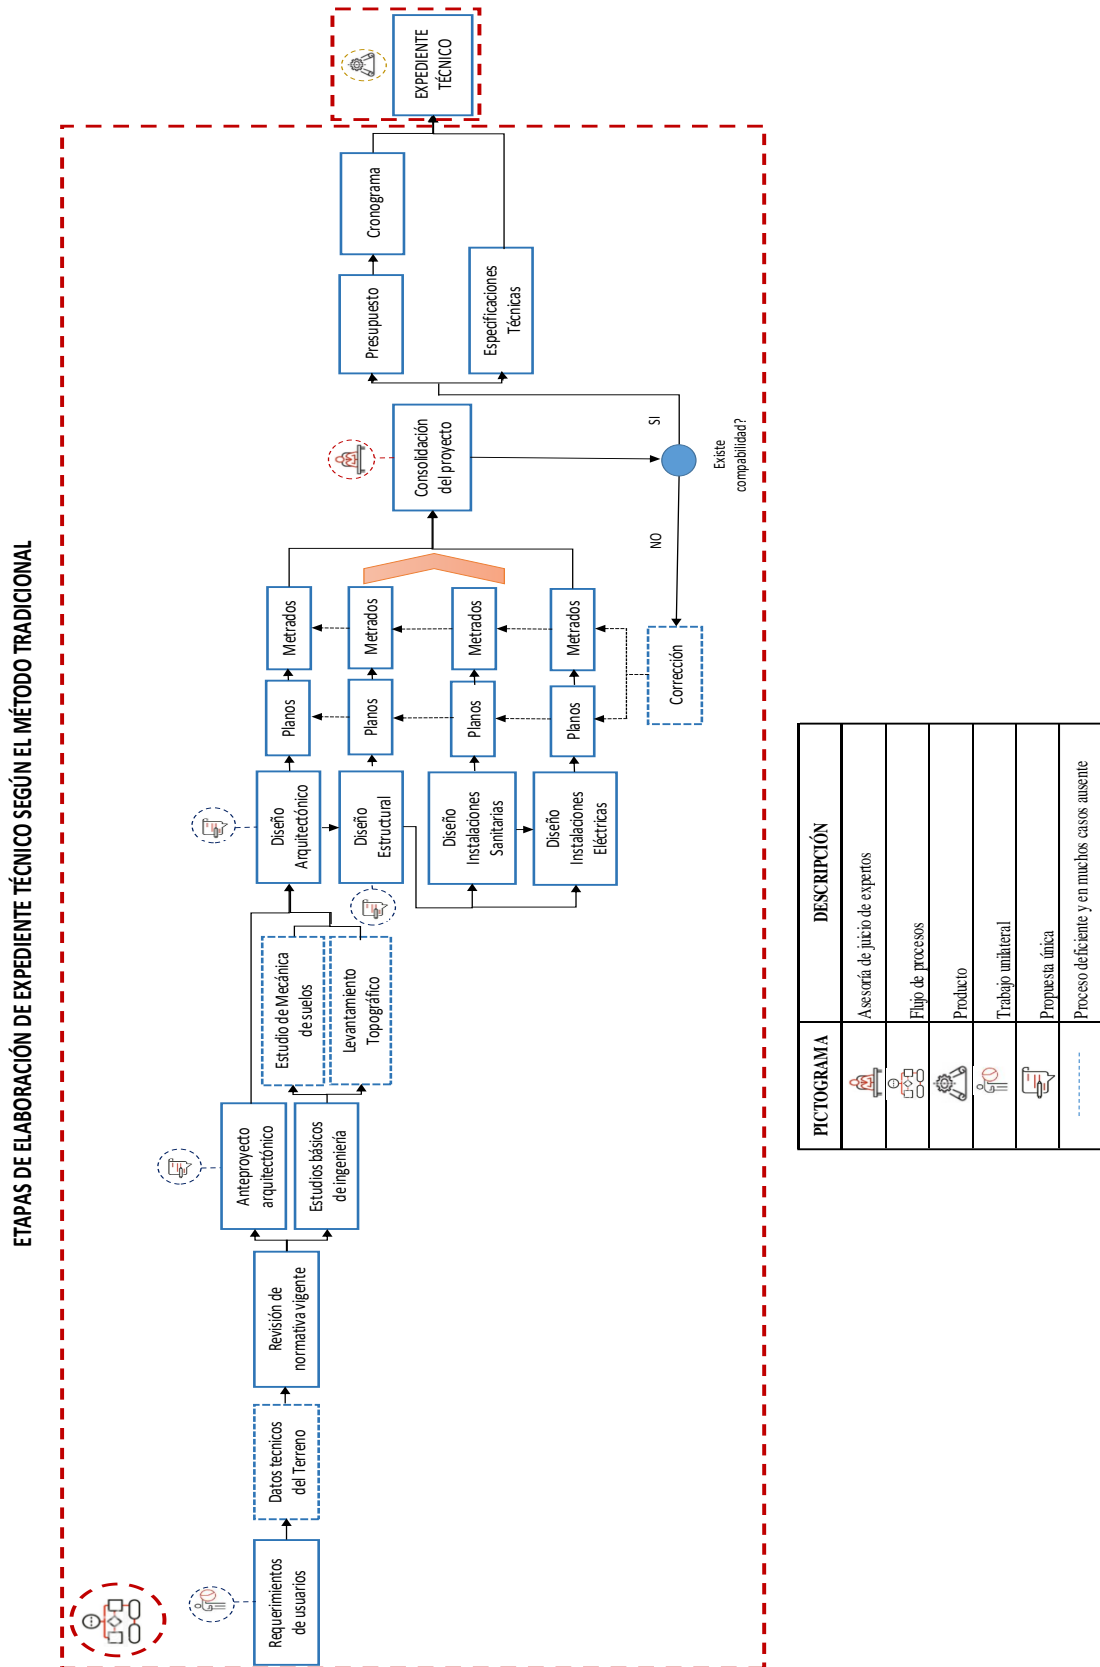 ETAPAS DE ELABORACIÓN DE EXPEDIENTE TÉCNICO SEGÚN EL MÉTODO TRADICIONAL
Requerimientos
de usuarios
Datos tecnicos
del Terreno
Revisión de
normativa vigente
Anteproyecto
arquitectónico
Estudios básicos
de ingeniería
Estudio de Mecánica
de suelos
Levantamiento
Topográfico
Diseño
Arquitectónico
Diseño
Estructural
Diseño
Instalaciones
Sanitarias
Diseño
Instalaciones
Eléctricas
Planos
Planos
Planos
Planos
Metrados
Metrados
Metrados
Metrados
Corrección
NO
Existe
compabilidad?
SI
Consolidación
del proyecto
Presupuesto
Cronograma
Especificaciones
Técnicas
EXPEDIENTE
TÉCNICO
PICTOGRAMA DESCRIPCIÓN
Asesoría de juicio de expertos
Flujo de procesos
Producto
Trabajo unilateral
Propuesta única
Proceso deficiente y en muchos casos ausente